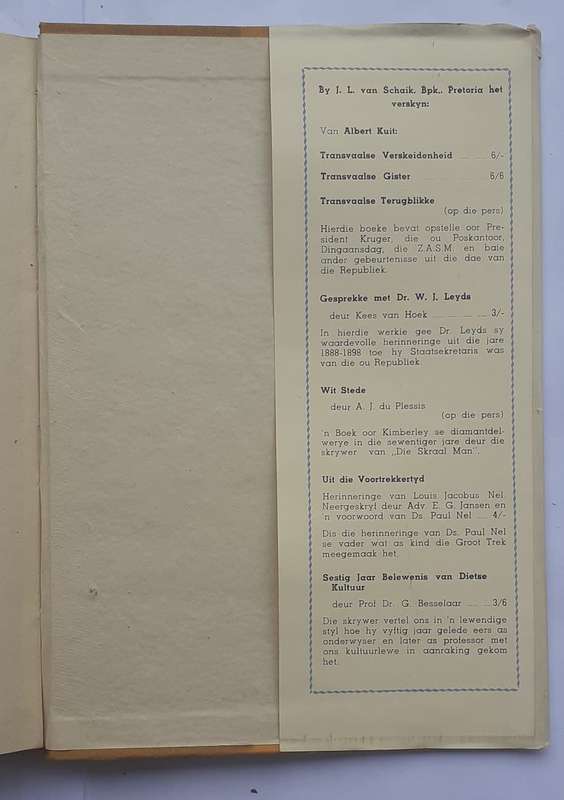 By J. L. van Schaik, Bpk., Pretoria het
verskyn:
Van Albert Kuit:
Transvaalse Verskeidenheid ... ... 6/-
Transvaalse Gister ... ... 6/6
Transvaalse Terugblikke
(op die pers)
Hierdie boeke bevat opstelle oor Pre-
sident Kruger, die ou Poskantoor,
Dingaansdag, die Z.A.S.M. en baie
ander gebeurtenisse uit die dae van
die Republiek.
Gesprekke met Dr. W. J. Leyds
deur Kees van Hoek ... ... 3/-
In hierdie werkie gee Dr. Leyds sy
waardevolle herinneringe uit die jare
1888-1898 toe hy Staatsekretaris was
van die ou Republiek.
Wit Stede
deur A. J. du Plessis
(op die pers)
'n Boek oor Kimberley se diamantdel-
werye in die sewentiger jare deur die
skrywer van „Die Skraal Man".
Uit die Voortrekkertyd
Herinneringe van Louis Jacobus Nel.
Neergeskryf deur Adv. E. G. Jansen en
'n voorwoord van Ds. Paul Nel ... 4/-
Dis die herinneringe van Ds. Paul Nel
se vader wat as kind die Groot Trek
meegemaak het.
Sestig Jaar Belewenis van Dietse
Kultuur
deur Prof. Dr. G. Besselaar ... ... 3/6
Die skrywer vertel ons in 'n lewendige
styl hoe hy vyftig jaar gelede eers as
onderwyser en later as professor met
ons kultuurlewe in aanraking gekom
het.